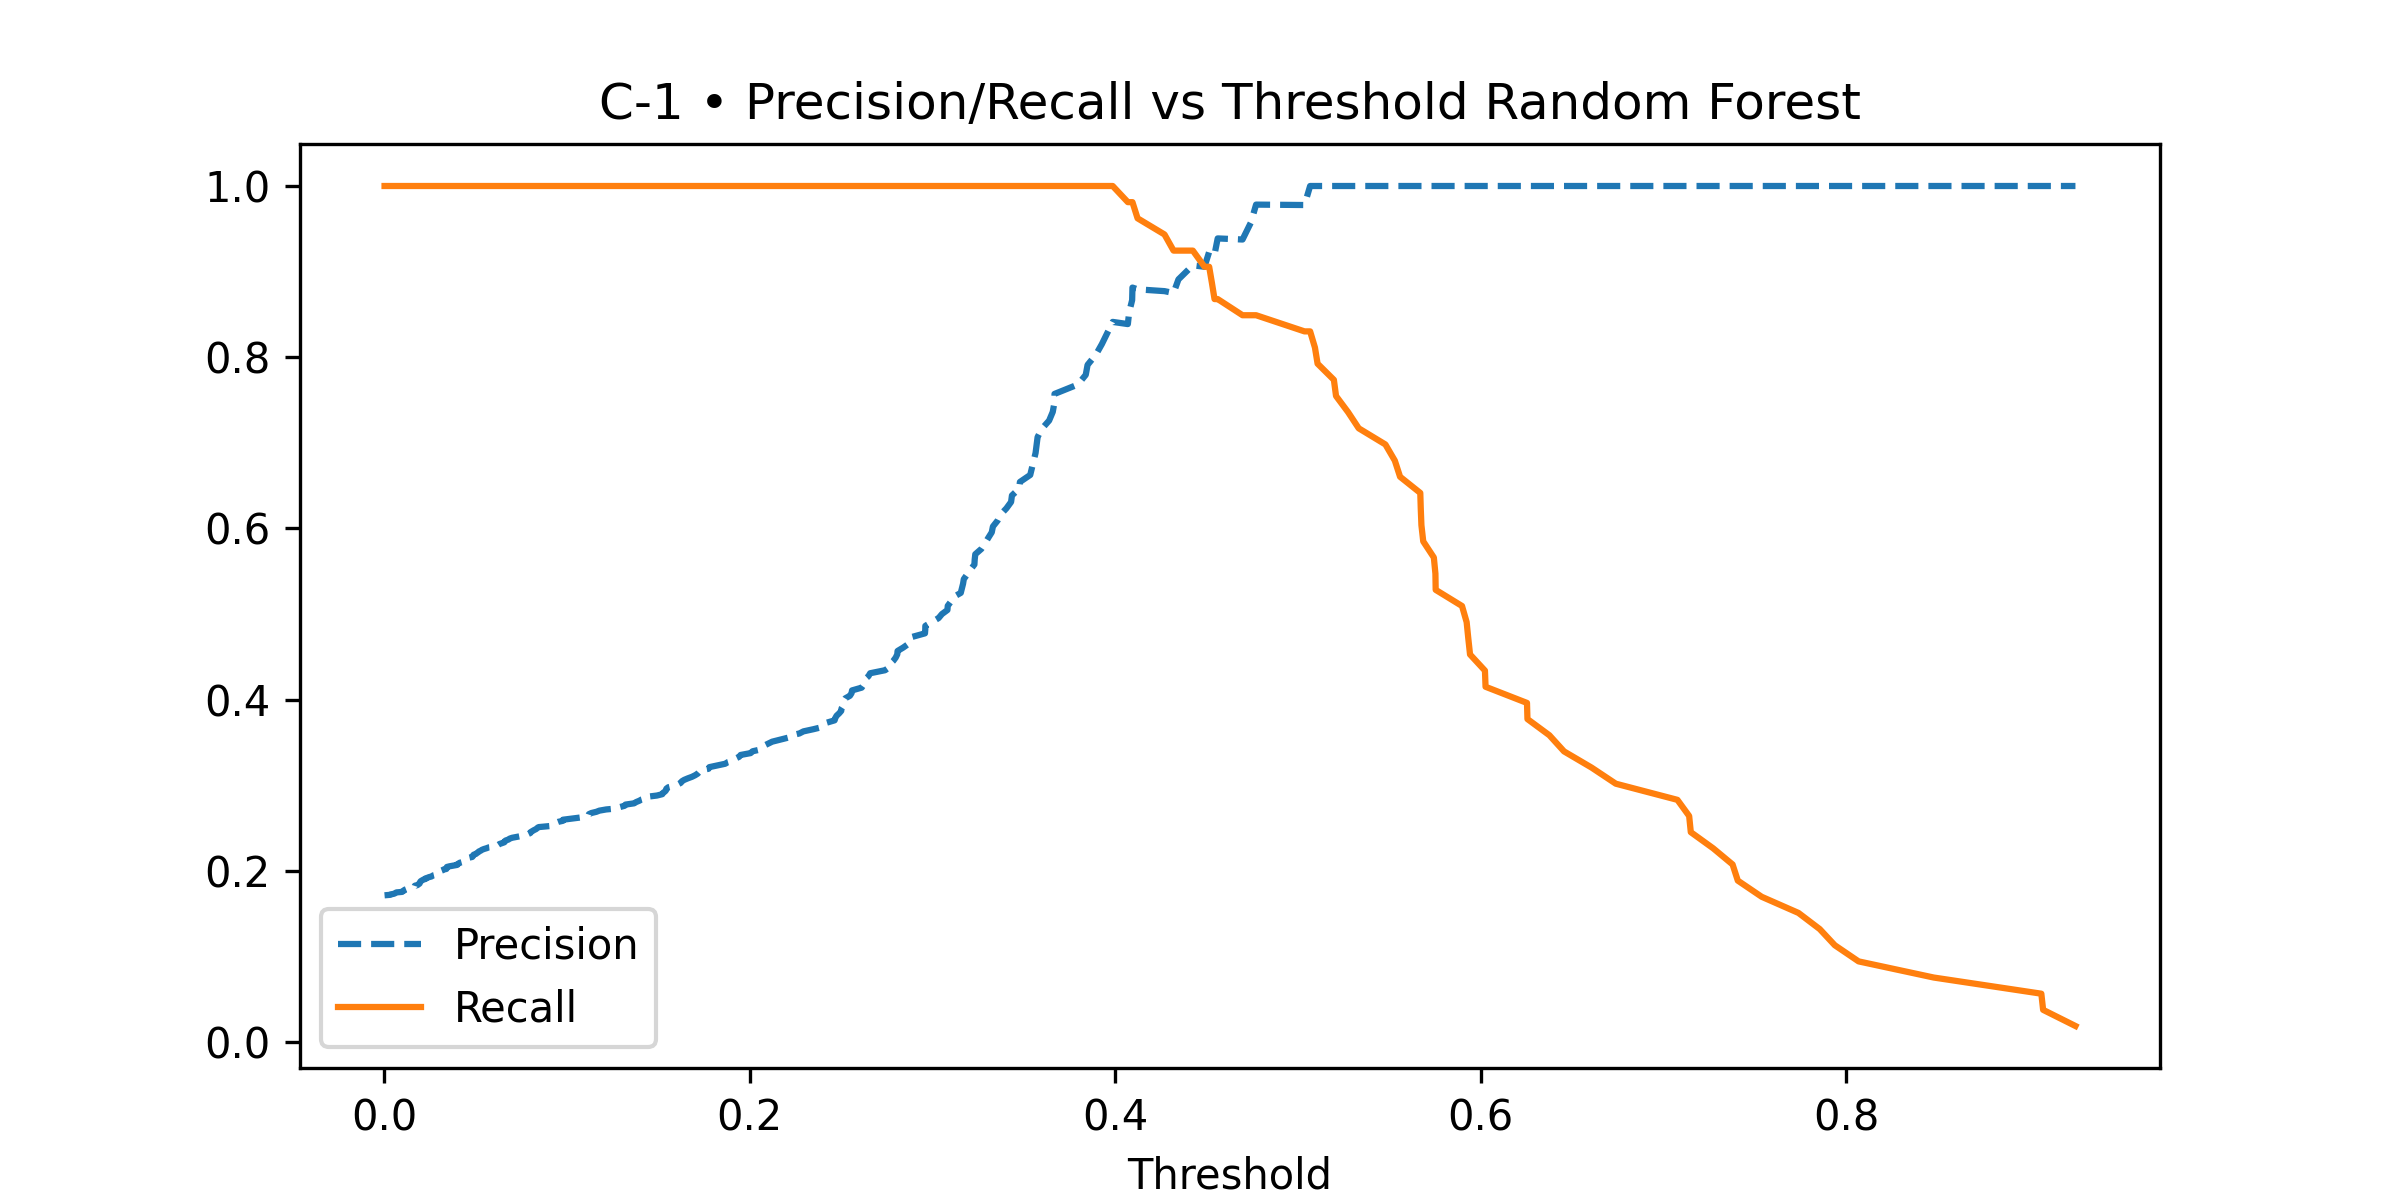 C-1 • Precision/Recall vs Threshold Random Forest
1.0
0.8
0.6
0.4
0.2
0.0
Precision
Recall
0.0 0.2 0.4 0.6 0.8
Threshold